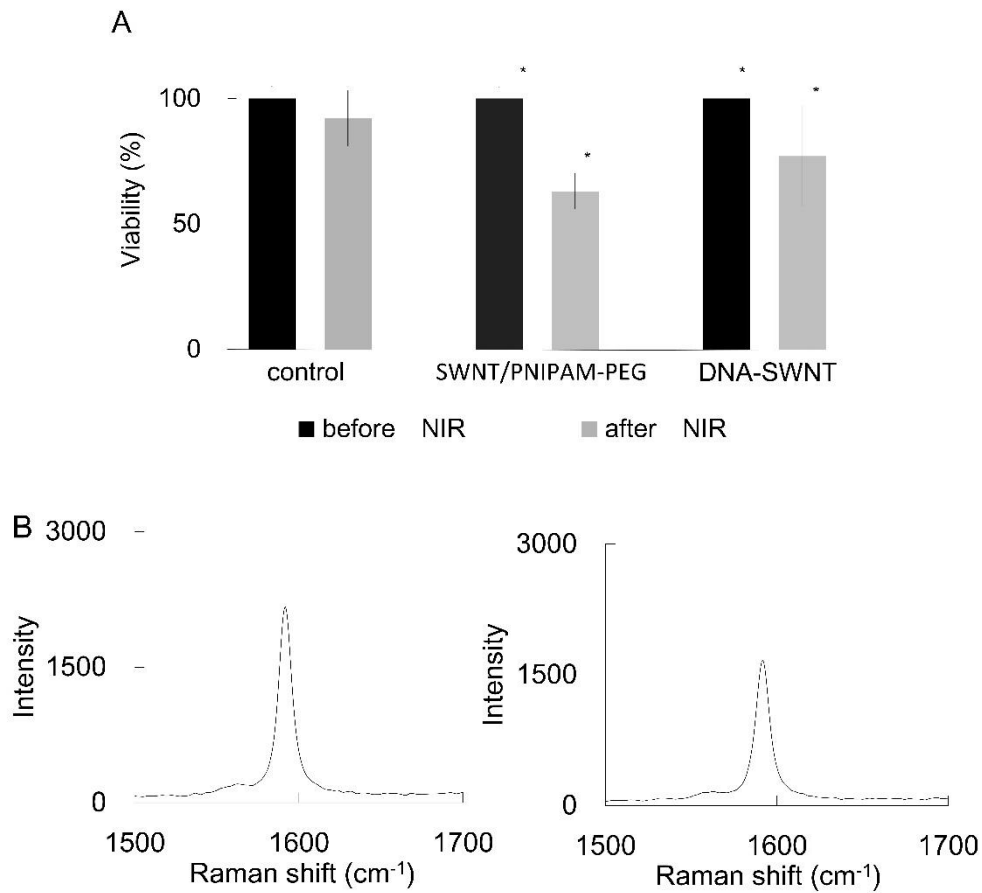 A
* * *
*
100
50
0
Viability (%)
control SWNT/PNIPAM-PEG DNA-SWNT
before NIR after NIR
B
3000
1500
0
Intensity
1500 1600 1700
Raman shift (cm⁻¹)
3000
1500
0
Intensity
1500 1600 1700
Raman shift (cm⁻¹)